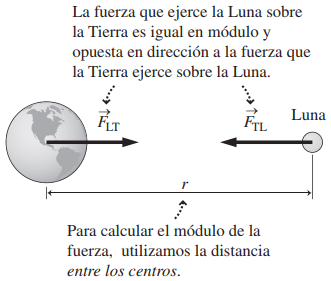 La fuerza que ejerce la Luna sobre
la Tierra es igual en módulo y
opuesta en dirección a la fuerza que
la Tierra ejerce sobre la Luna.
F⃗LT
F⃗TL
Luna
r
Para calcular el módulo de la
fuerza, utilizamos la distancia
entre los centros.